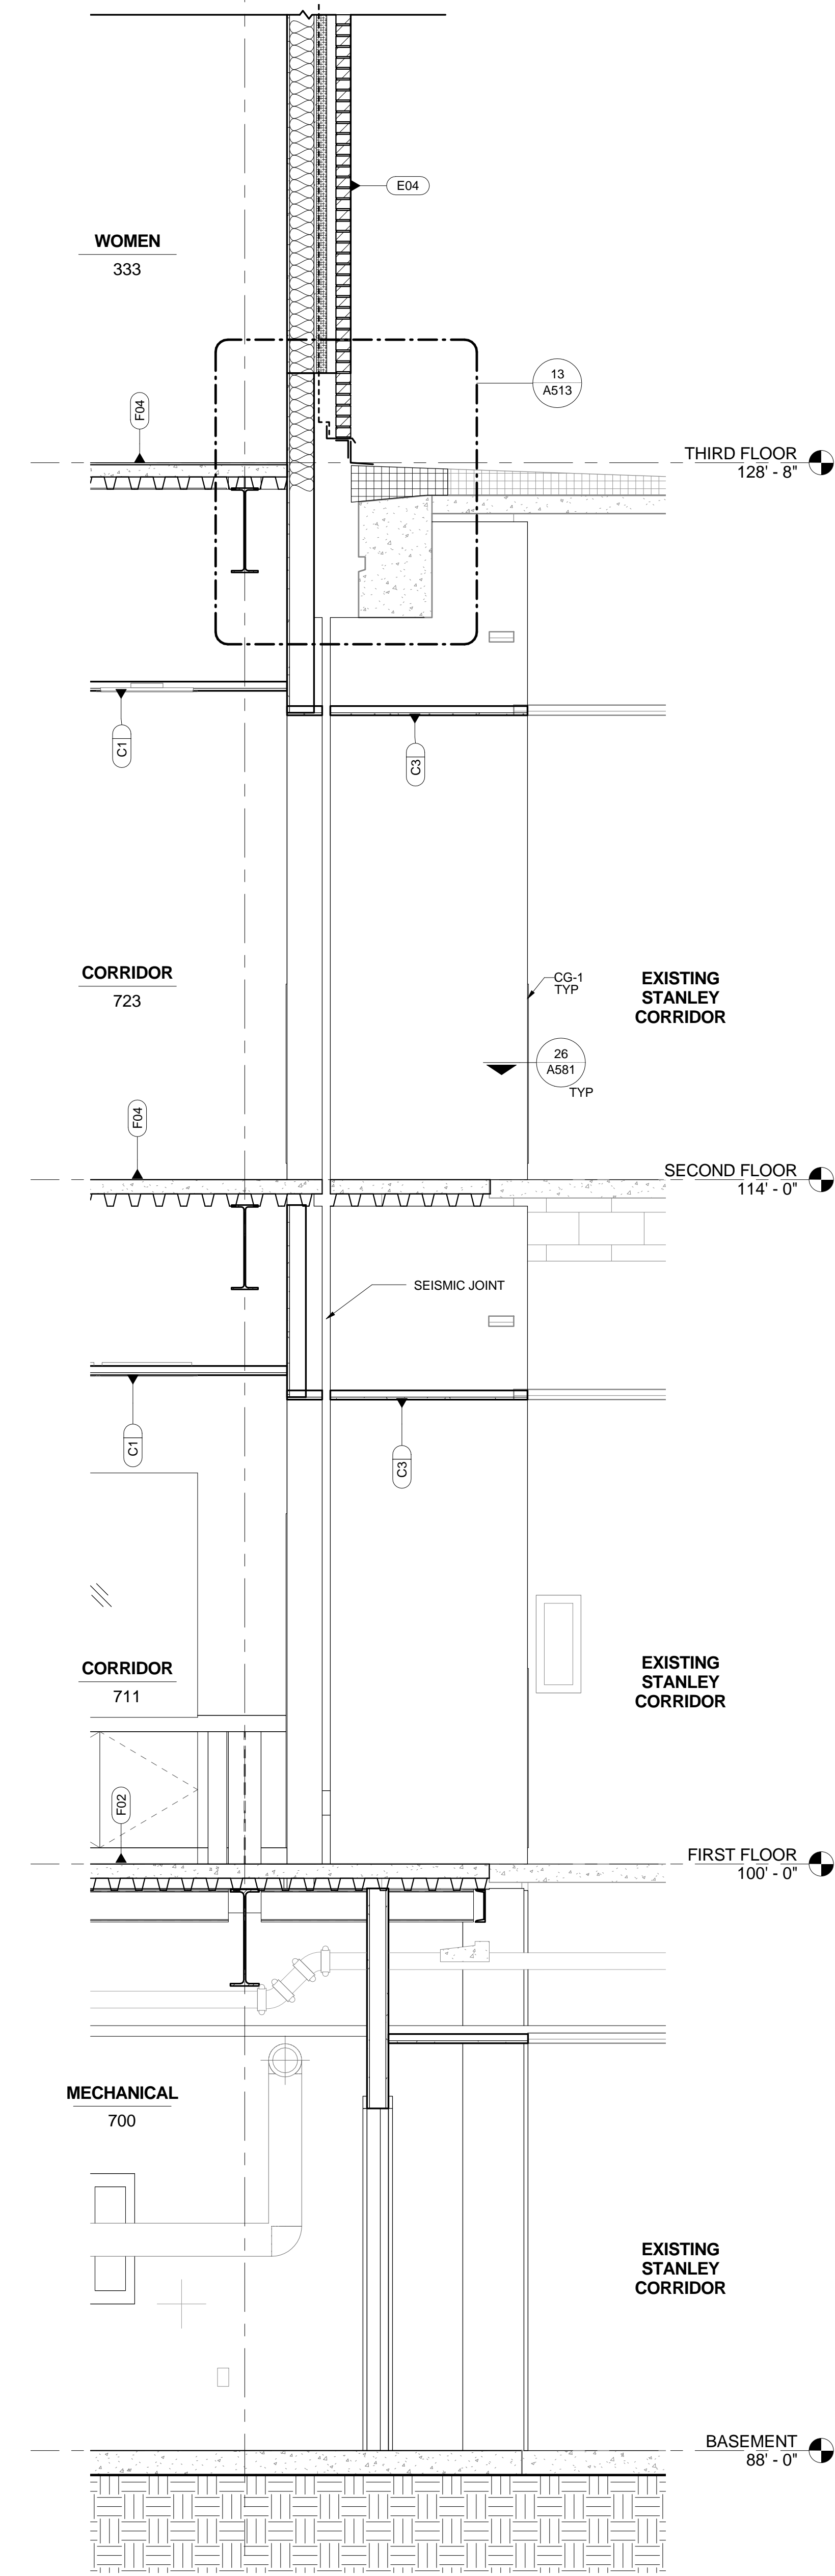 E04
WOMEN
333
13
A513
F04
THIRD FLOOR
128' - 8"
C1
C3
CORRIDOR
723
CG-1
TYP
EXISTING
STANLEY
CORRIDOR
26
A581
TYP
F04
SECOND FLOOR
114' - 0"
SEISMIC JOINT
C1
C3
CORRIDOR
711
EXISTING
STANLEY
CORRIDOR
F02
FIRST FLOOR
100' - 0"
MECHANICAL
700
EXISTING
STANLEY
CORRIDOR
BASEMENT
88' - 0"